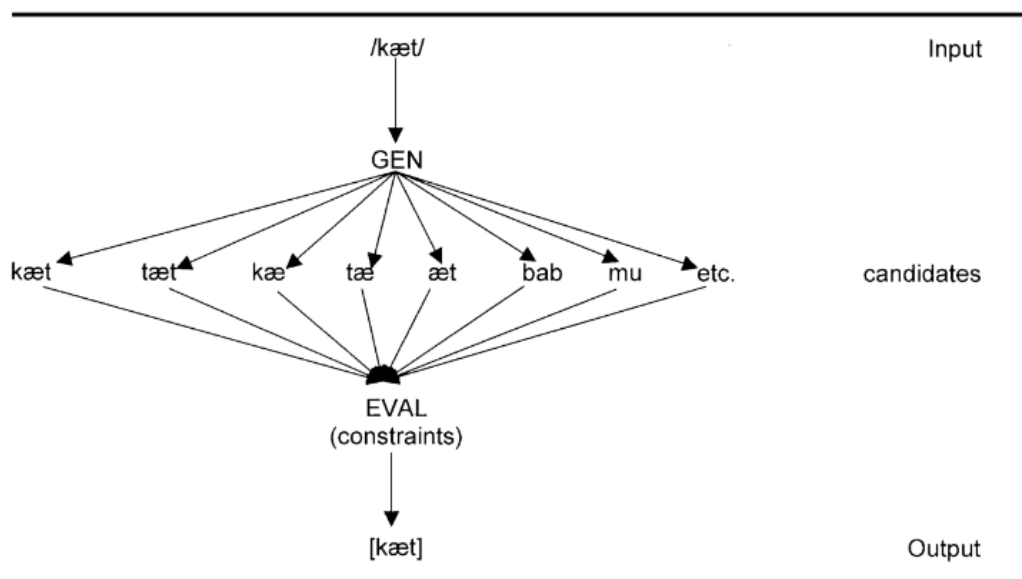 /kæt/ Input
GEN
kæt tæt kæ tæ æt bab mu etc. candidates
EVAL
(constraints)
[kæt] Output